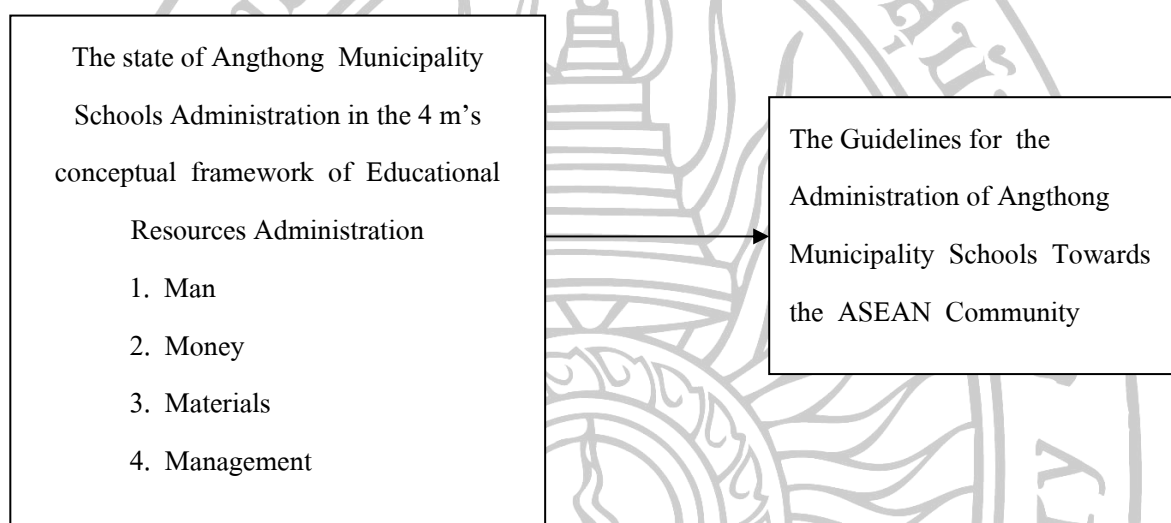 The state of Angthong Municipality
Schools Administration in the 4 m's
conceptual framework of Educational
Resources Administration
1. Man
2. Money
3. Materials
4. Management
The Guidelines for the
Administration of Angthong
Municipality Schools Towards
the ASEAN Community